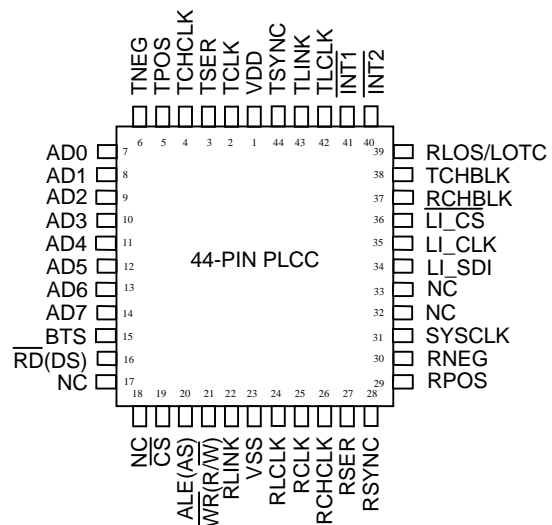 TNEG
TPOS
TCHCLK
TSER
TCLK
VDD
TSYNC
TLINK
TLCLK
INT1
INT2
6 5 4 3 2 1 44 43 42 41 40
AD0 7
AD1 8
AD2 9
AD3 10
AD4 11
AD5 12
AD6 13
AD7 14
BTS 15
RD(DS) 16
NC 17
44-PIN PLCC
39 RLOS/LOTC
38 TCHBLK
37 RCHBLK
36 LI_CS
35 LI_CLK
34 LI_SDI
33 NC
32 NC
31 SYSCLK
30 RNEG
29 RPOS
18 19 20 21 22 23 24 25 26 27 28
NC
CS
ALE(AS)
WR(R/W)
RLINK
VSS
RLCLK
RCLK
RCHCLK
RSER
RSYNC